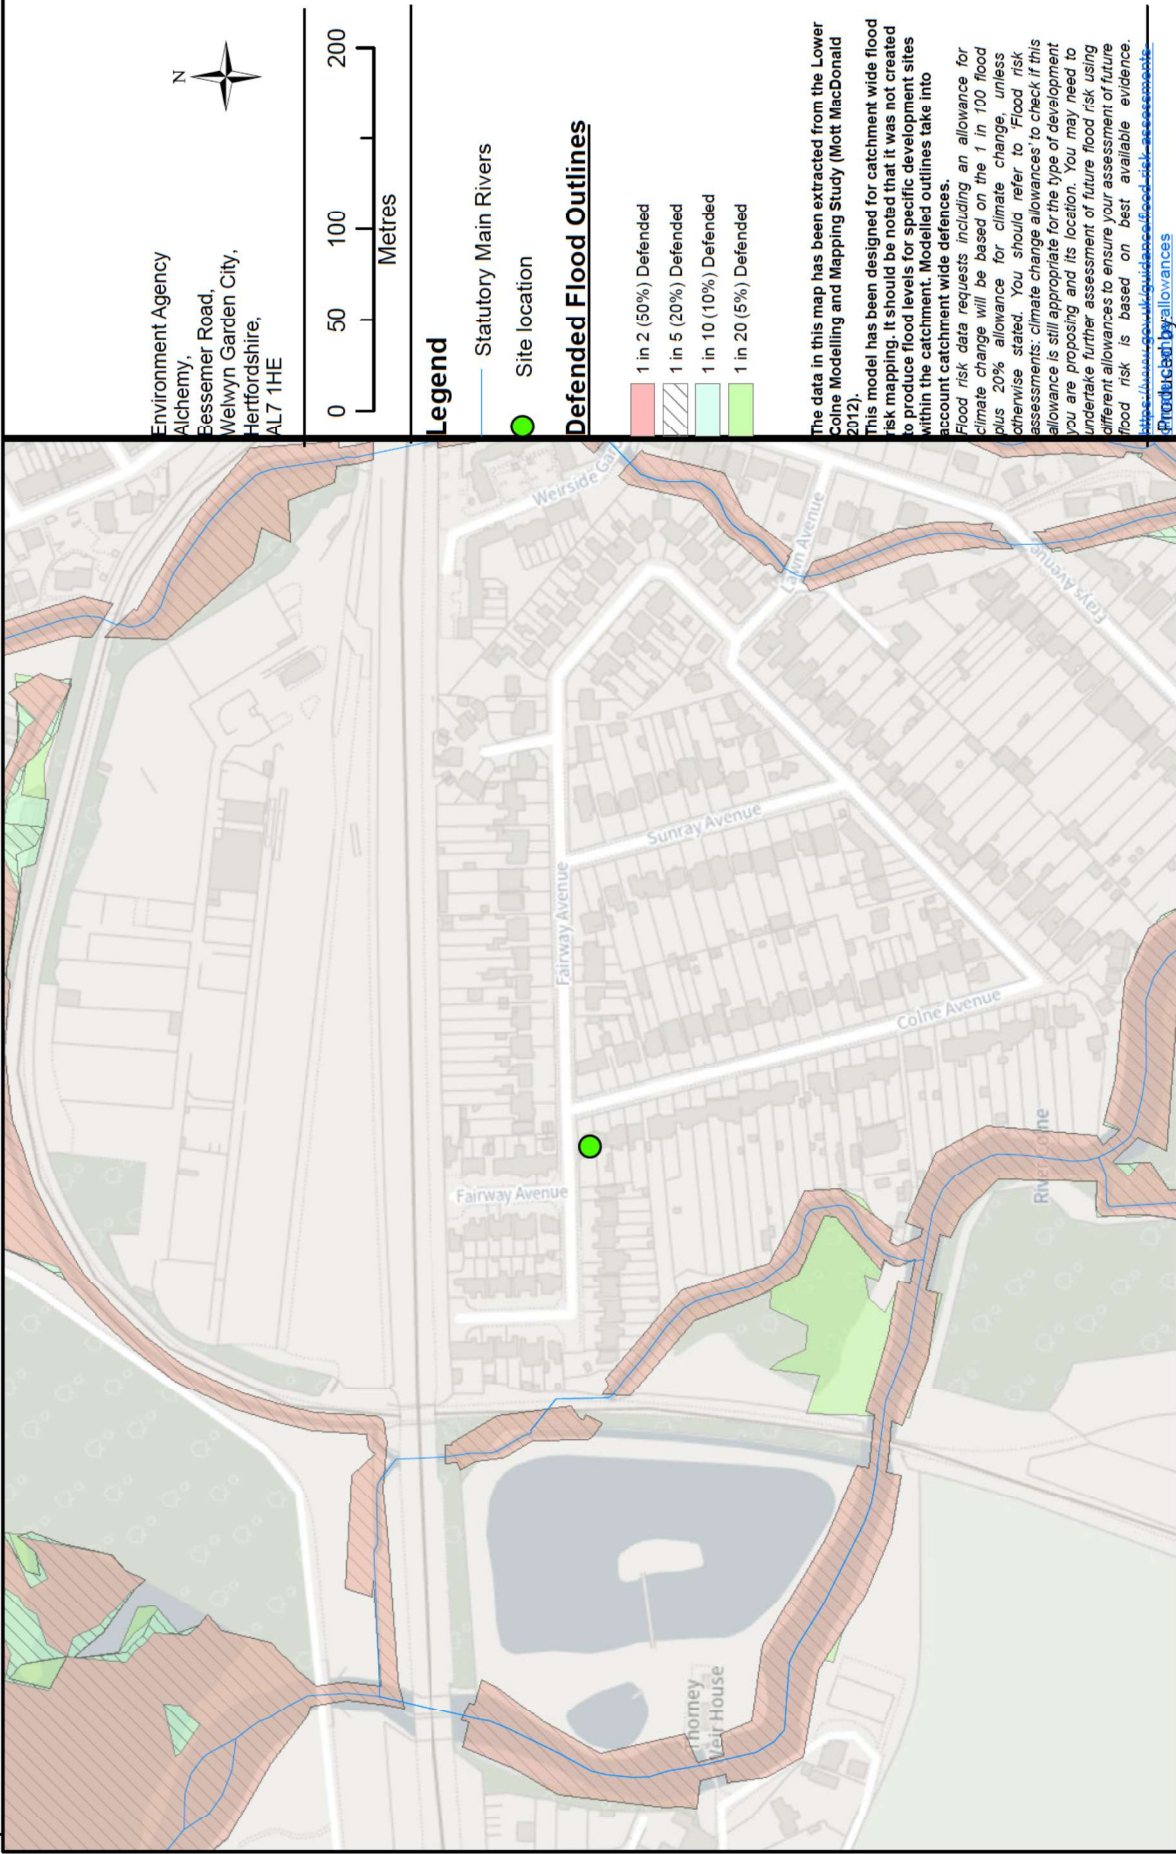 Environment Agency
Alchemy,
Bessemer Road,
Welwyn Garden City,
Hertfordshire,
AL7 1HE
N
0 50 100 200
Metres
Legend
Statutory Main Rivers
Site location
Defended Flood Outlines
1 in 2 (50%) Defended
1 in 5 (20%) Defended
1 in 10 (10%) Defended
1 in 20 (5%) Defended
The data in this map has been extracted from the Lower
Colne Modelling and Mapping Study (Mott MacDonald
2012).
This model has been designed for catchment wide flood
risk mapping. It should be noted that it was not created
to produce flood levels for specific development sites
within the catchment. Modelled outlines take into
account catchment wide defences.
Flood risk data requests including an allowance for
climate change will be based on the 1 in 100 flood
plus 20% allowance for climate change, unless
otherwise stated. You should refer to 'Flood risk
assessments: climate change allowances' to check if this
allowance is still appropriate for the type of development
you are proposing and its location. You may need to
undertake further assessment of future flood risk using
different allowances to ensure your assessment of future
flood risk is based on best available evidence.
https://www.gov.uk/guidance/flood-risk-assessments-
allowances
Produced by:
Weirside Gar
Lawn Avenue
Frays Avenue
Sunray Avenue
Fairway Avenue
Colne Avenue
Fairway Avenue
River Colne
Thorney
Weir House